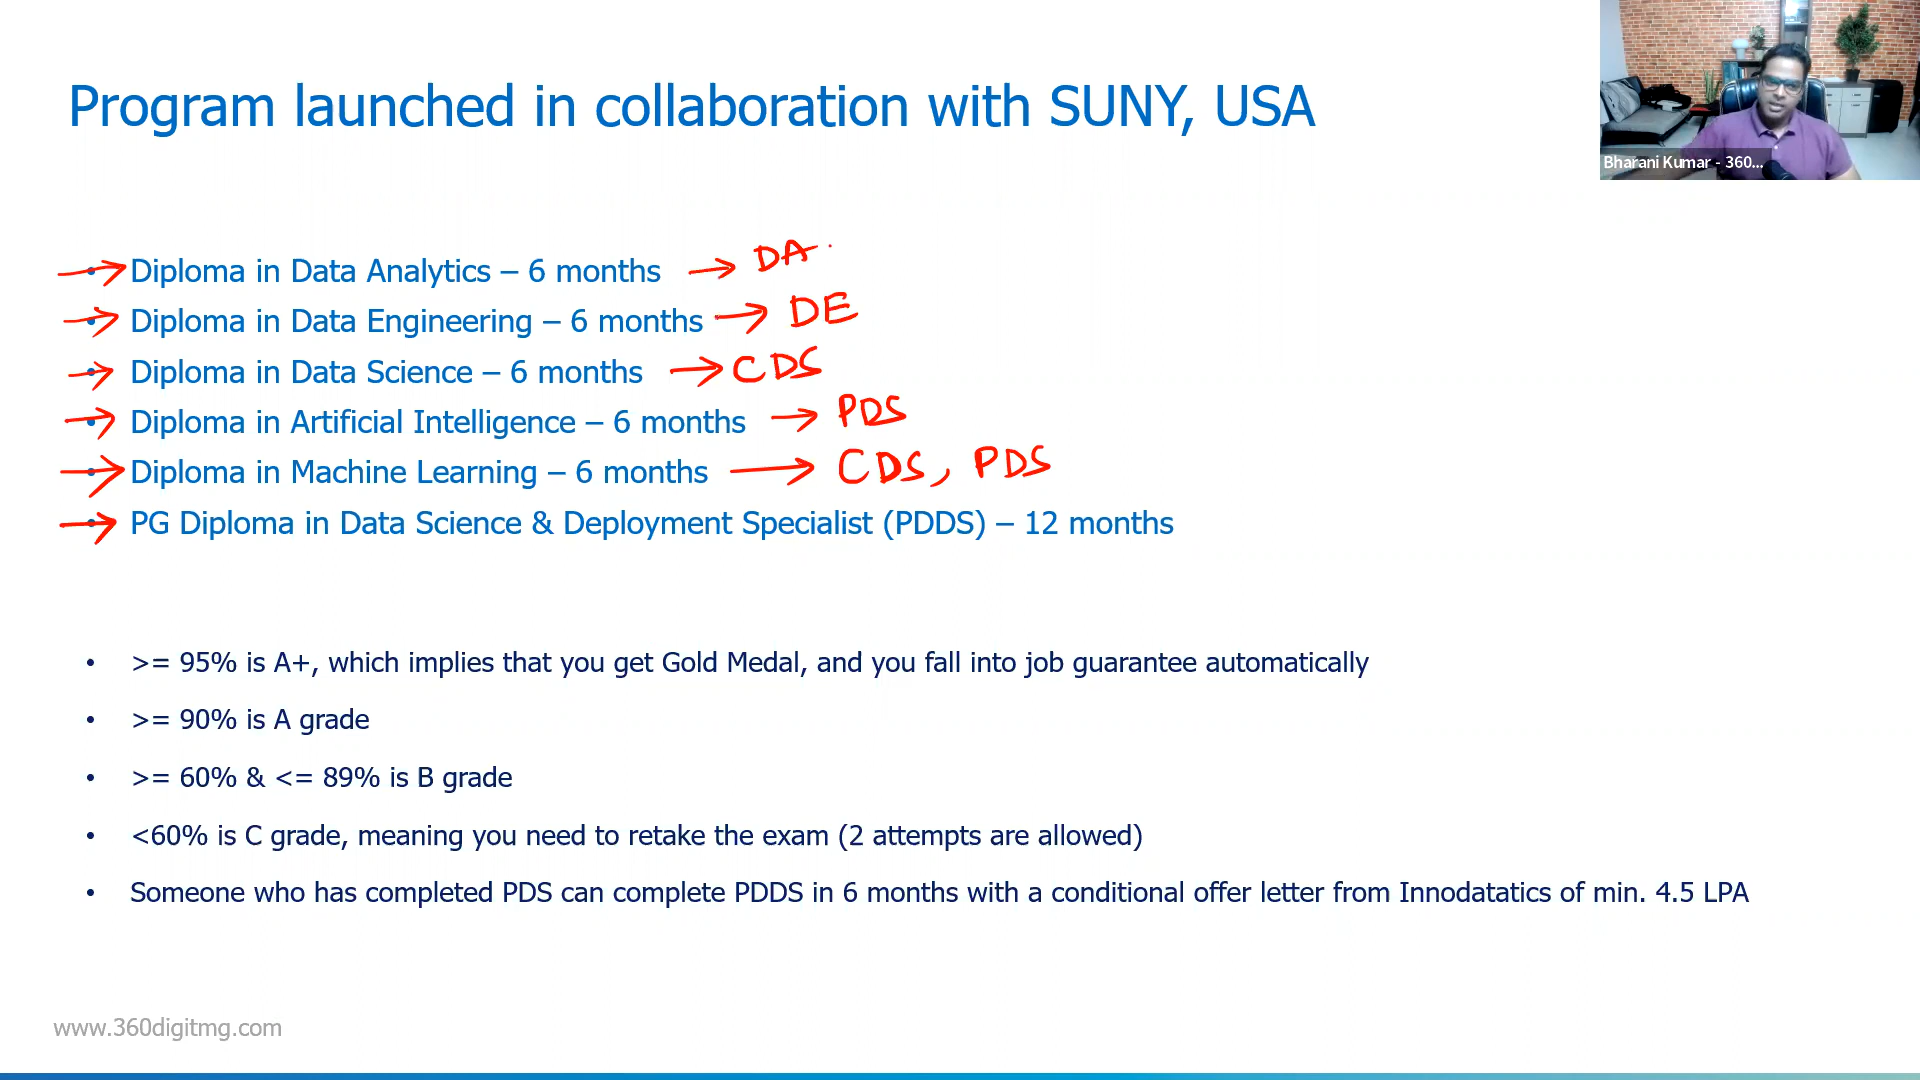 Program launched in collaboration with SUNY, USA
Bharani Kumar - 360...
• Diploma in Data Analytics – 6 months → DA
• Diploma in Data Engineering – 6 months → DE
• Diploma in Data Science – 6 months → CDS
• Diploma in Artificial Intelligence – 6 months → PDS
• Diploma in Machine Learning – 6 months → CDS, PDS
• PG Diploma in Data Science & Deployment Specialist (PDDS) – 12 months
• >= 95% is A+, which implies that you get Gold Medal, and you fall into job guarantee automatically
• >= 90% is A grade
• >= 60% & <= 89% is B grade
• <60% is C grade, meaning you need to retake the exam (2 attempts are allowed)
• Someone who has completed PDS can complete PDDS in 6 months with a conditional offer letter from Innodatatics of min. 4.5 LPA
www.360digitmg.com